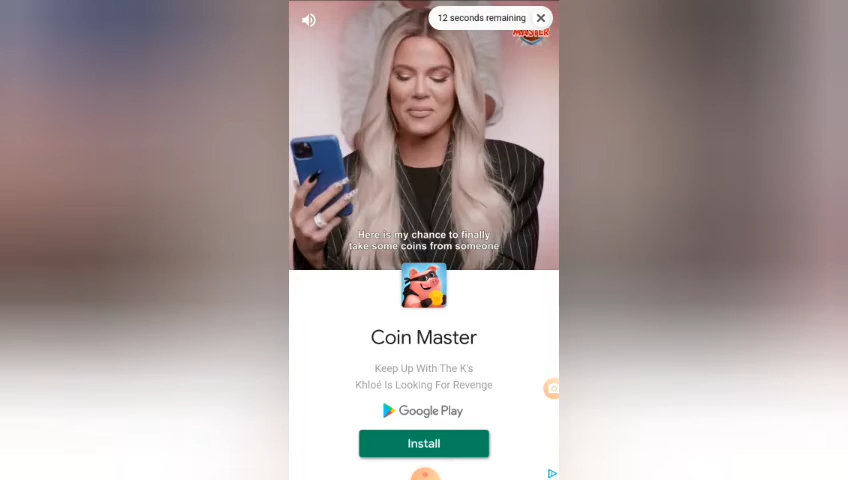 12 seconds remaining
MASTER
Here is my chance to finally
take some coins from someone
Coin Master
Keep Up With The K's
Khloé Is Looking For Revenge
Google Play
Install